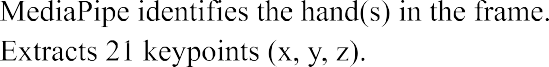 MediaPipe identifies the hand(s) in the frame.
Extracts 21 keypoints (x, y, z).